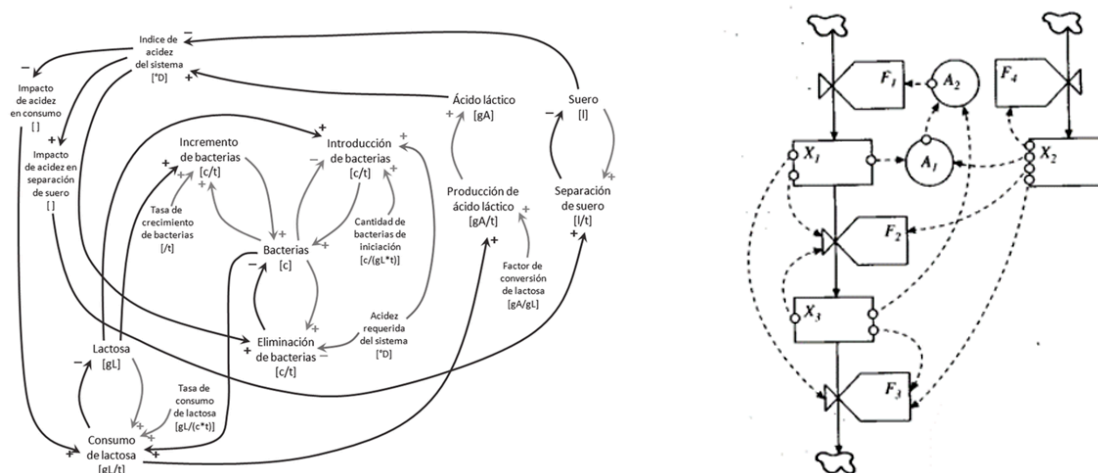 Indice de
acidez
del sistema
[°D]
Impacto
de acidez
en consumo
[ ]
Impacto de
acidez en
separación
de suero
[ ]
Incremento
de bacterias
[c/t]
Introducción
de bacterias
[c/t]
Ácido láctico
[gA]
Suero
[l]
Tasa de
crecimiento
de bacterias
[/t]
Cantidad de
bacterias de
iniciación
[c/(gL*t)]
Producción de
ácido láctico
[gA/t]
Separación
de suero
[l/t]
Bacterias
[c]
Factor de
conversión
de lactosa
[gA/gL]
Lactosa
[gL]
Eliminación
de bacterias
[c/t]
Acidez
requerida
del sistema
[°D]
Tasa de
consumo
de lactosa
[gL/(c*t)]
Consumo
de lactosa
[gL/t]
F1
A2
F4
X1
A1
X2
F2
X3
F3